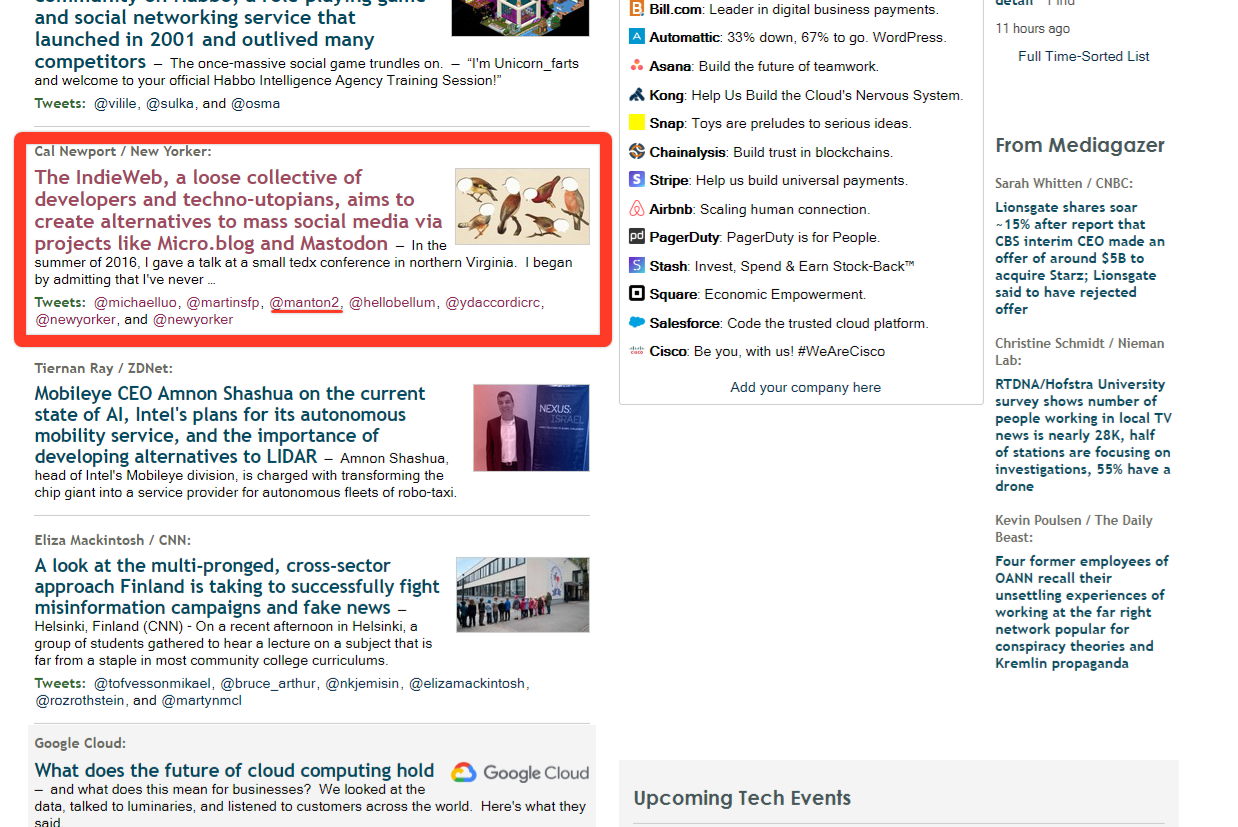 community on Habbo, a role-playing game
and social networking service that
launched in 2001 and outlived many
competitors – The once-massive social game trundles on. – “I'm Unicorn_farts
and welcome to your official Habbo Intelligence Agency Training Session!”
Tweets: @vilile, @sulka, and @osma
Cal Newport / New Yorker:
The IndieWeb, a loose collective of
developers and techno-utopians, aims to
create alternatives to mass social media via
projects like Micro.blog and Mastodon – In the
summer of 2016, I gave a talk at a small tedx conference in northern Virginia. I began
by admitting that I've never …
Tweets: @michaelluo, @martinsfp, @manton2, @hellobellum, @ydaccordicrc,
@newyorker, and @newyorker
Tiernan Ray / ZDNet:
Mobileye CEO Amnon Shashua on the current
state of AI, Intel's plans for its autonomous
mobility service, and the importance of
developing alternatives to LIDAR – Amnon Shashua,
head of Intel's Mobileye division, is charged with transforming the
chip giant into a service provider for autonomous fleets of robo-taxi.
NEXUS:
ISRAEL
Eliza Mackintosh / CNN:
A look at the multi-pronged, cross-sector
approach Finland is taking to successfully fight
misinformation campaigns and fake news –
Helsinki, Finland (CNN) - On a recent afternoon in Helsinki, a
group of students gathered to hear a lecture on a subject that is
far from a staple in most community college curriculums.
Tweets: @tofvessonmikael, @bruce_arthur, @nkjemisin, @elizamackintosh,
@rozrothstein, and @martynmcl
Google Cloud:
What does the future of cloud computing hold
Google Cloud
– and what does this mean for businesses? We looked at the
data, talked to luminaries, and listened to customers across the world. Here's what they
said.
Bill.com: Leader in digital business payments.
Automattic: 33% down, 67% to go. WordPress.
Asana: Build the future of teamwork.
Kong: Help Us Build the Cloud's Nervous System.
Snap: Toys are preludes to serious ideas.
Chainalysis: Build trust in blockchains.
Stripe: Help us build universal payments.
Airbnb: Scaling human connection.
pd PagerDuty: PagerDuty is for People.
Stash: Invest, Spend & Earn Stock-Back™
Square: Economic Empowerment.
Salesforce: Code the trusted cloud platform.
Cisco: Be you, with us! #WeAreCisco
Add your company here
detail Find
11 hours ago
Full Time-Sorted List
From Mediagazer
Sarah Whitten / CNBC:
Lionsgate shares soar
~15% after report that
CBS interim CEO made an
offer of around $5B to
acquire Starz; Lionsgate
said to have rejected
offer
Christine Schmidt / Nieman
Lab:
RTDNA/Hofstra University
survey shows number of
people working in local TV
news is nearly 28K, half
of stations are focusing on
investigations, 55% have a
drone
Kevin Poulsen / The Daily
Beast:
Four former employees of
OANN recall their
unsettling experiences of
working at the far right
network popular for
conspiracy theories and
Kremlin propaganda
Upcoming Tech Events